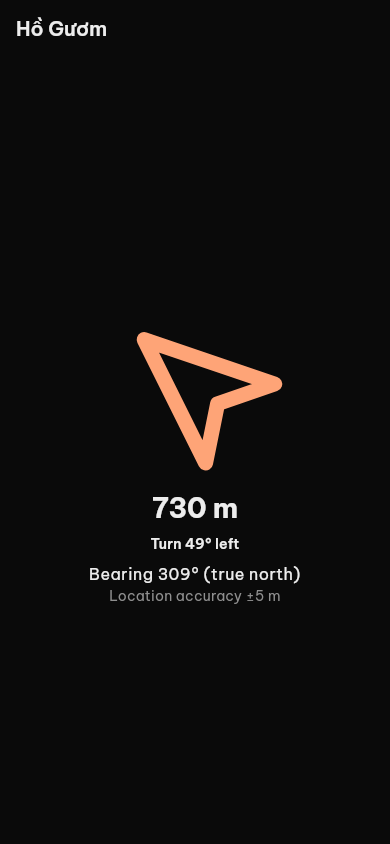 Hồ Gươm
730 m
Turn 49° left
Bearing 309° (true north)
Location accuracy ±5 m